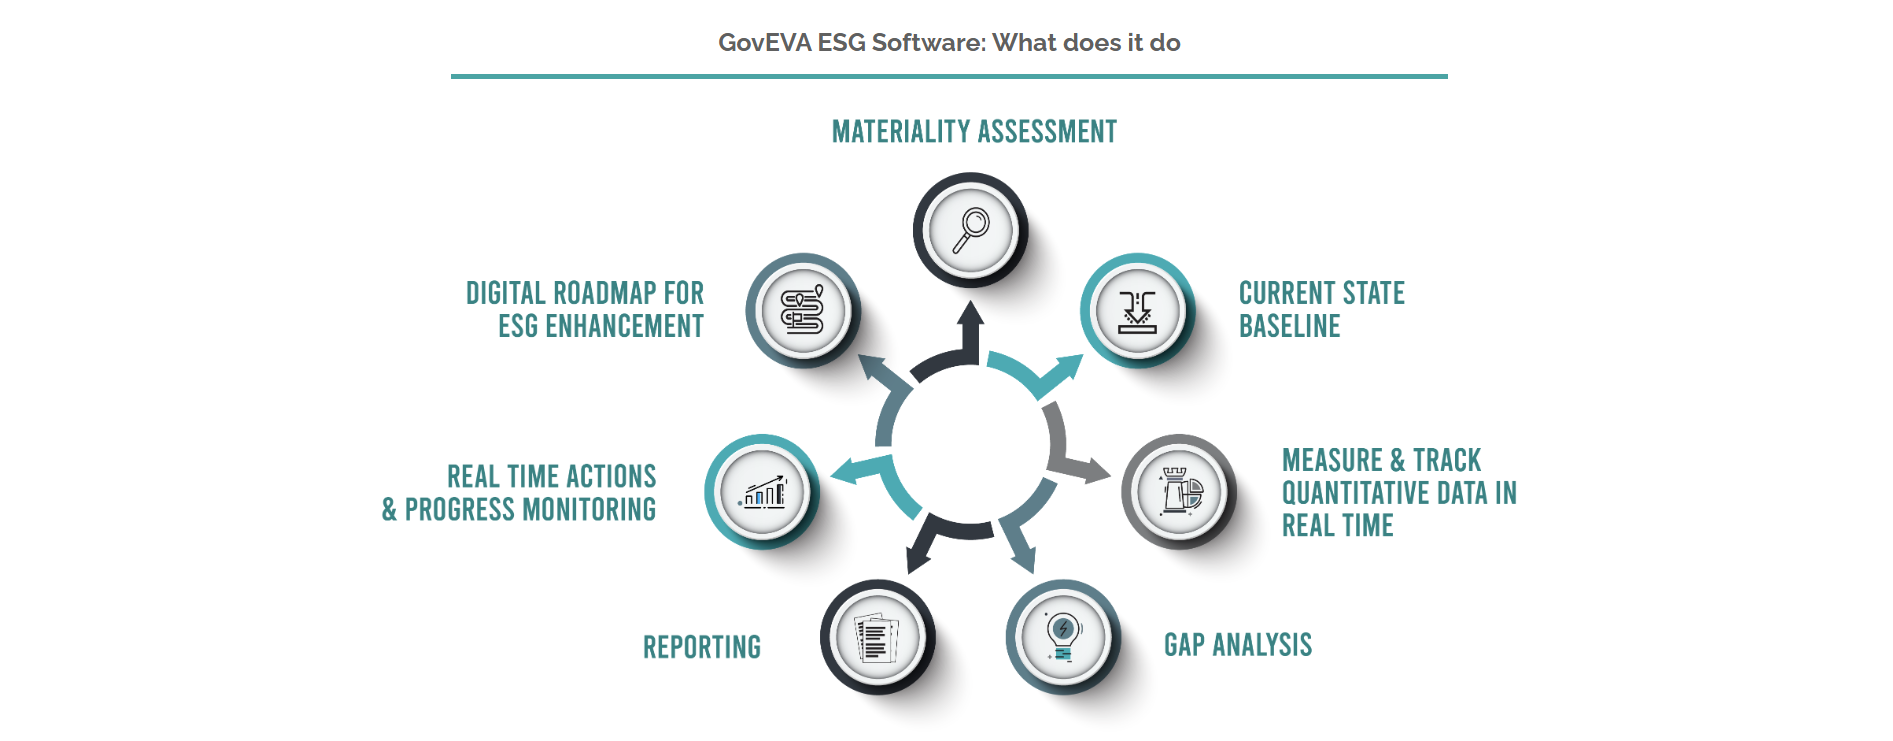 GovEVA ESG Software: What does it do
MATERIALITY ASSESSMENT
CURRENT STATE
BASELINE
MEASURE & TRACK
QUANTITATIVE DATA IN
REAL TIME
GAP ANALYSIS
REPORTING
REAL TIME ACTIONS
& PROGRESS MONITORING
DIGITAL ROADMAP FOR
ESG ENHANCEMENT